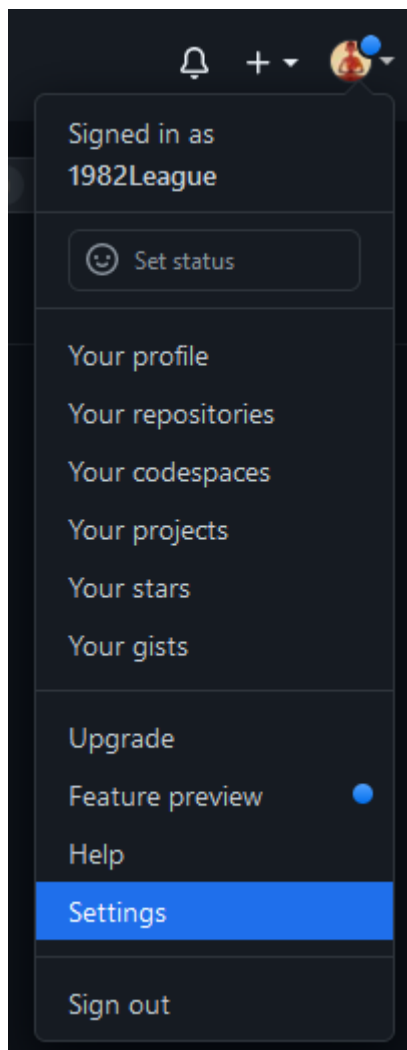 Signed in as
1982League
Set status
Your profile
Your repositories
Your codespaces
Your projects
Your stars
Your gists
Upgrade
Feature preview
Help
Settings
Sign out